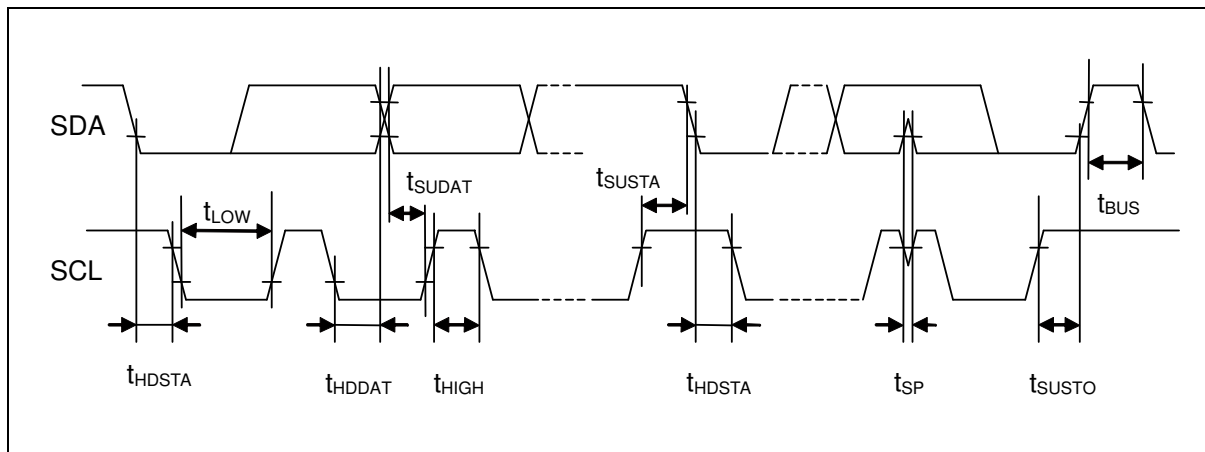 SDA
tSUDAT
tSUSTA
tLOW
tBUS
SCL
tHDSTA
tHDDAT
tHIGH
tHDSTA
tSP
tSUSTO